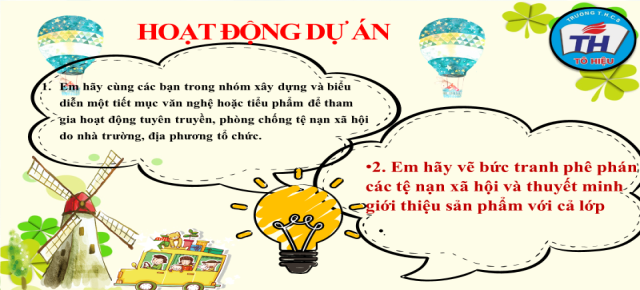 HOẠT ĐỘNG DỰ ÁN
TRƯỜNG T.H.C.S
TH
TÔ HIỆU
1. Em hãy cùng các bạn trong nhóm xây dựng và biểu
diễn một tiết mục văn nghệ hoặc tiểu phẩm để tham
gia hoạt động tuyên truyền, phòng chống tệ nạn xã hội
do nhà trường, địa phương tổ chức.
•2. Em hãy vẽ bức tranh phê phán
các tệ nạn xã hội và thuyết minh
giới thiệu sản phẩm với cả lớp